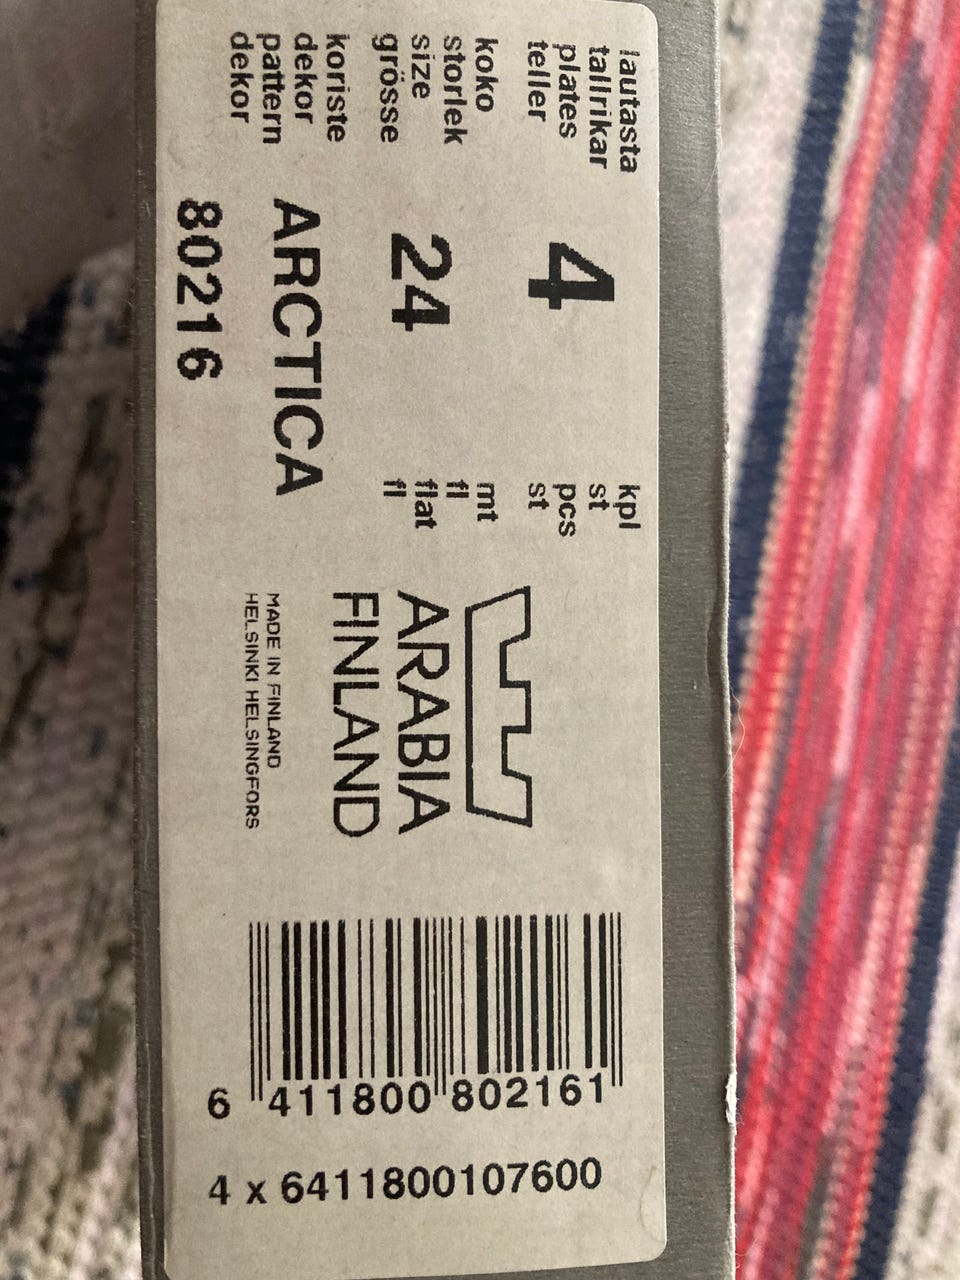 lautasta
tallrikar
plates
teller
4
kpl
st
pcs
st
koko
storlek
size
grösse
24
mt
fl
flat
fl
koriste
dekor
pattern
dekor
ARCTICA
80216
ARABIA
FINLAND
MADE IN FINLAND
HELSINKI HELSINGFORS
6 411800 802161
4 x 6411800107600